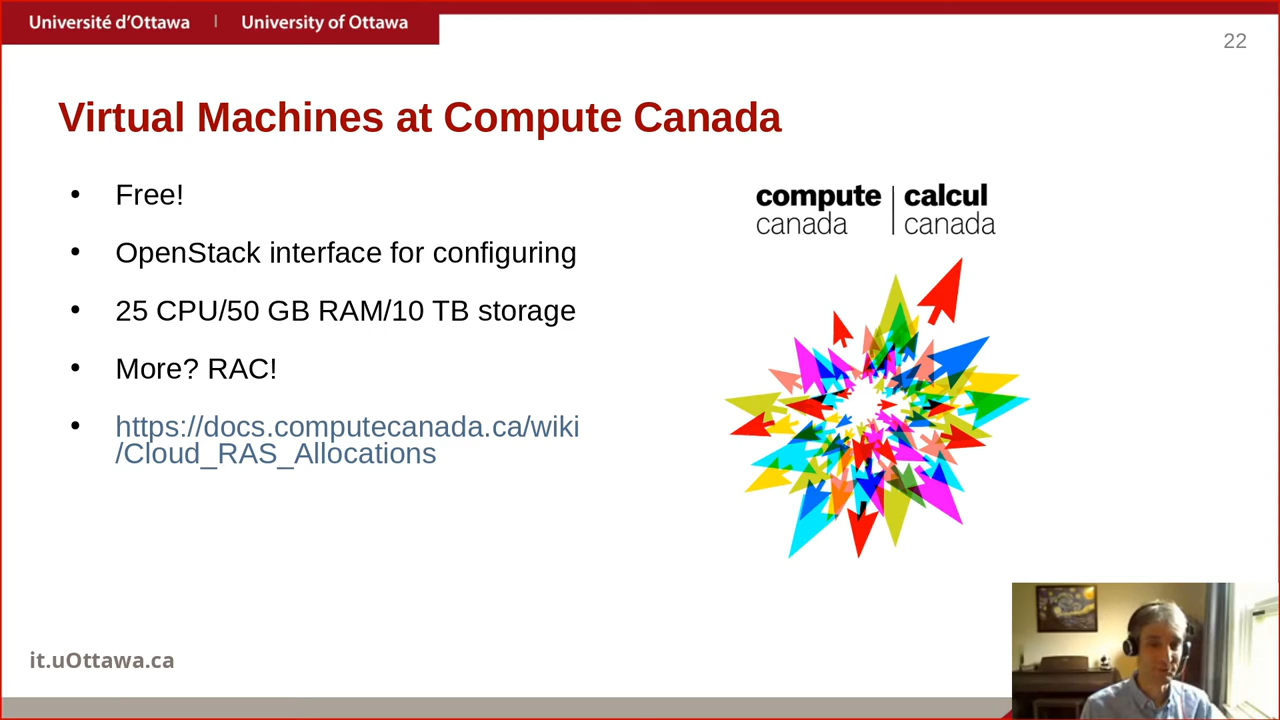 Université d'Ottawa | University of Ottawa
22
Virtual Machines at Compute Canada
• Free!
• OpenStack interface for configuring
• 25 CPU/50 GB RAM/10 TB storage
• More? RAC!
• https://docs.computecanada.ca/wiki
/Cloud_RAS_Allocations
compute | calcul
canada | canada
it.uOttawa.ca